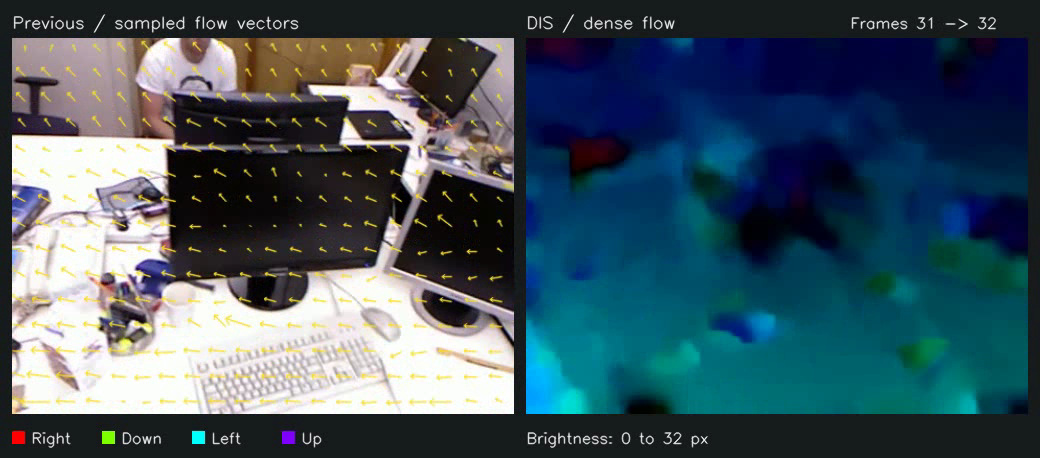 Previous / sampled flow vectors
DIS / dense flow
Frames 31 -> 32
Right
Down
Left
Up
Brightness: 0 to 32 px